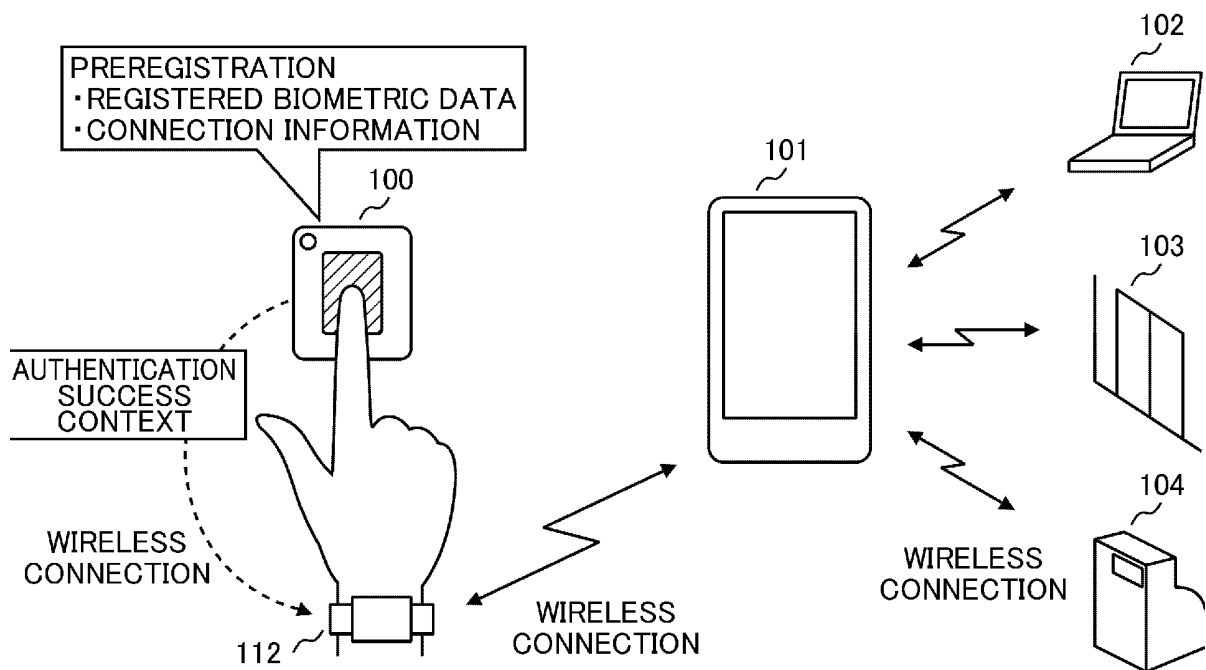 PREREGISTRATION
・REGISTERED BIOMETRIC DATA
・CONNECTION INFORMATION
100
101
102
103
104
AUTHENTICATION
SUCCESS
CONTEXT
WIRELESS
CONNECTION
112
WIRELESS
CONNECTION
WIRELESS
CONNECTION